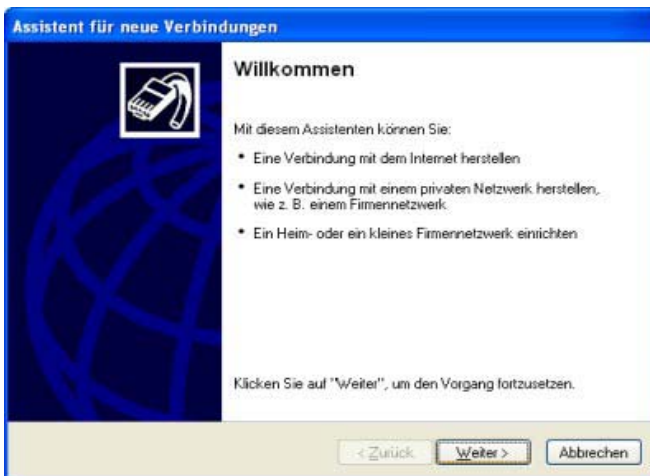 Assistent für neue Verbindungen
Willkommen
Mit diesem Assistenten können Sie:
• Eine Verbindung mit dem Internet herstellen
• Eine Verbindung mit einem privaten Netzwerk herstellen,
wie z. B. einem Firmennetzwerk
• Ein Heim- oder ein kleines Firmennetzwerk einrichten
Klicken Sie auf "Weiter", um den Vorgang fortzusetzen.
< Zurück Weiter > Abbrechen